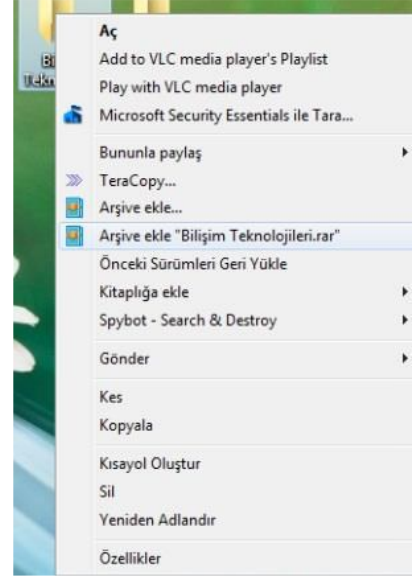 Aç
Add to VLC media player's Playlist
Play with VLC media player
Microsoft Security Essentials ile Tara...
Bununla paylaş
TeraCopy...
Arşive ekle...
Arşive ekle "Bilişim Teknolojileri.rar"
Önceki Sürümleri Geri Yükle
Kitaplığa ekle
Spybot - Search & Destroy
Gönder
Kes
Kopyala
Kısayol Oluştur
Sil
Yeniden Adlandır
Özellikler